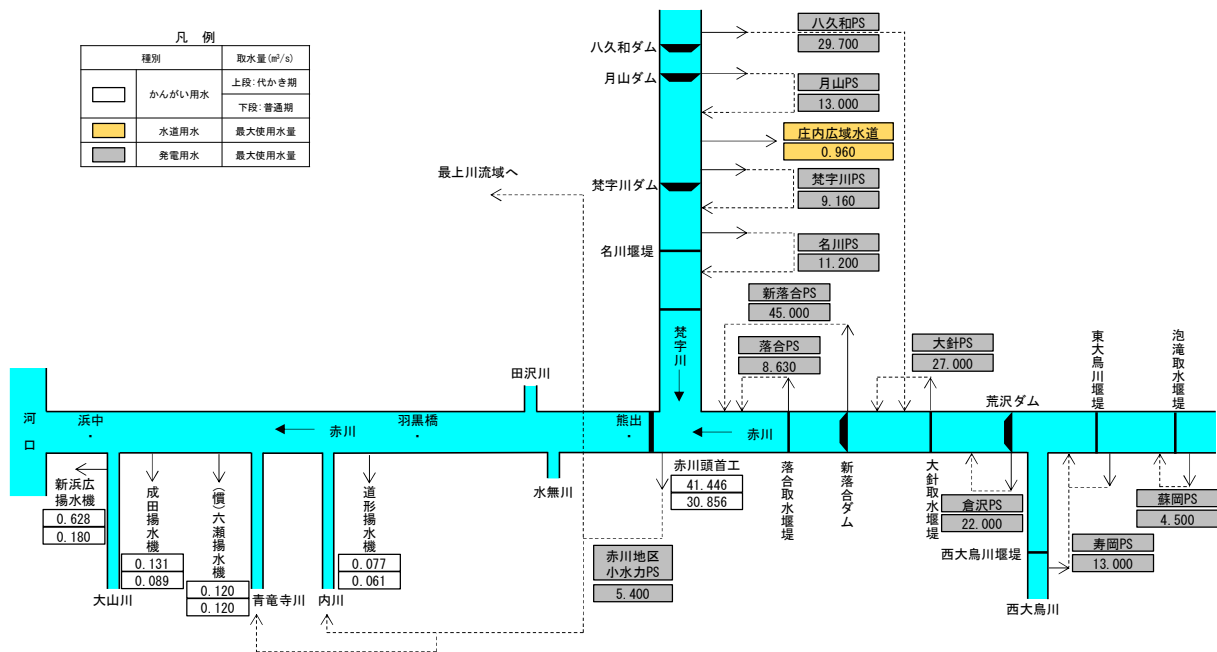 凡 例
種別
取水量(m³/s)
かんがい用水
上段:代かき期
下段:普通期
水道用水
最大使用水量
発電用水
最大使用水量
八久和PS
29.700
八久和ダム
月山ダム
月山PS
13.000
庄内広域水道
0.960
最上川流域へ
梵字川ダム
梵字川PS
9.160
名川堰堤
名川PS
11.200
新落合PS
45.000
梵字川
落合PS
8.630
大針PS
27.000
荒沢ダム
東大鳥川堰堤
泡滝取水堰堤
田沢川
河口
浜中
赤川
羽黒橋
熊出
赤川
新浜広
揚水機
0.628
0.180
大山川
成田揚水機
0.131
0.089
(慣)六瀬揚水機
0.120
0.120
青竜寺川
内川
道形揚水機
0.077
0.061
水無川
赤川頭首工
41.446
30.856
赤川地区
小水力PS
5.400
落合取水堰堤
新落合ダム
大針取水堰堤
倉沢PS
22.000
西大鳥川堰堤
西大鳥川
寿岡PS
13.000
蘇岡PS
4.500